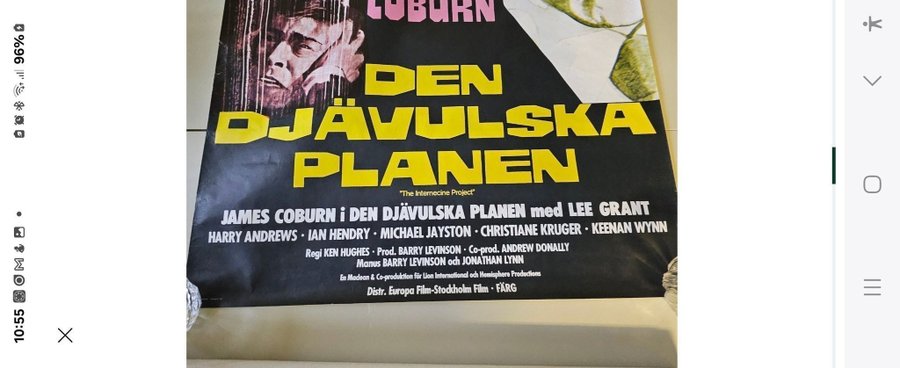 COBURN
DEN
DJÄVULSKA
PLANEN
"The Internecine Project"
JAMES COBURN i DEN DJÄVULSKA PLANEN med LEE GRANT
HARRY ANDREWS · IAN HENDRY · MICHAEL JAYSTON · CHRISTIANE KRUGER · KEENAN WYNN
Regi KEN HUGHES · Prod. BARRY LEVINSON · Co-prod. ANDREW DONALLY
Manus BARRY LEVINSON och JONATHAN LYNN
En Maclean & Co-produktion för Lion International och Hemisphere Productions
Distr. Europa Film-Stockholm Film · FÄRG
10:55
96%